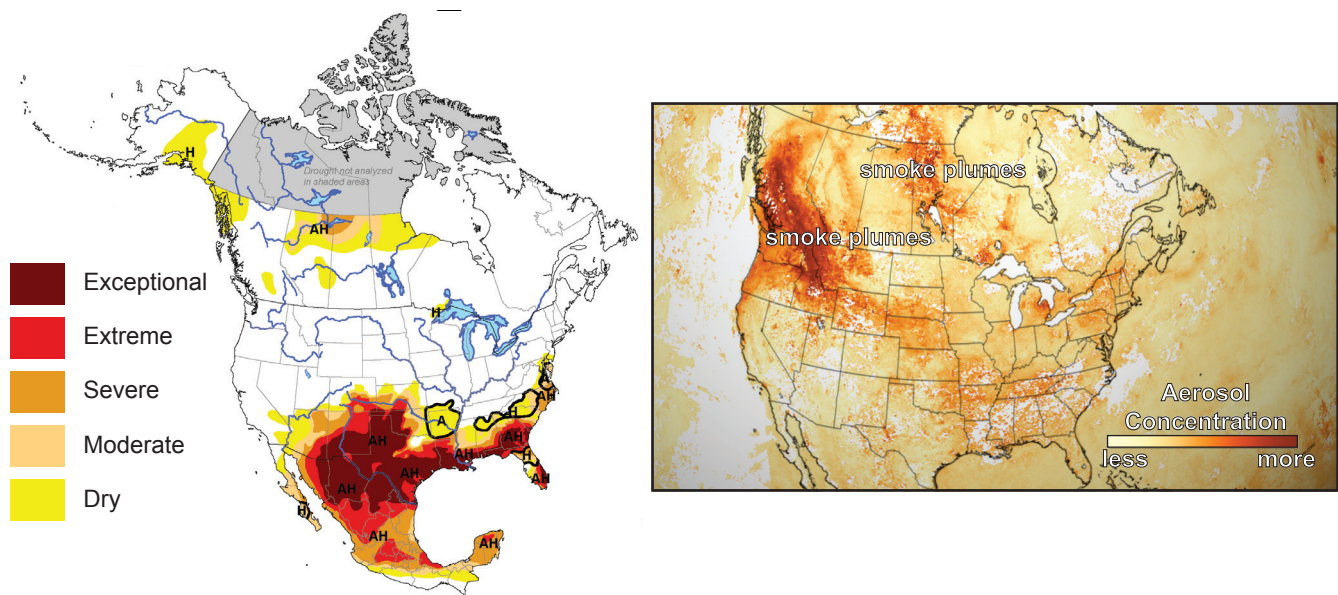 H
Drought not analyzed
in shaded areas
AH
Exceptional
Extreme
Severe
Moderate
Dry
H
A
AH
A
H
AH
AH
AH
AH
H
AH
AH
H
AH
AH
smoke plumes
smoke plumes
Aerosol
Concentration
less
more